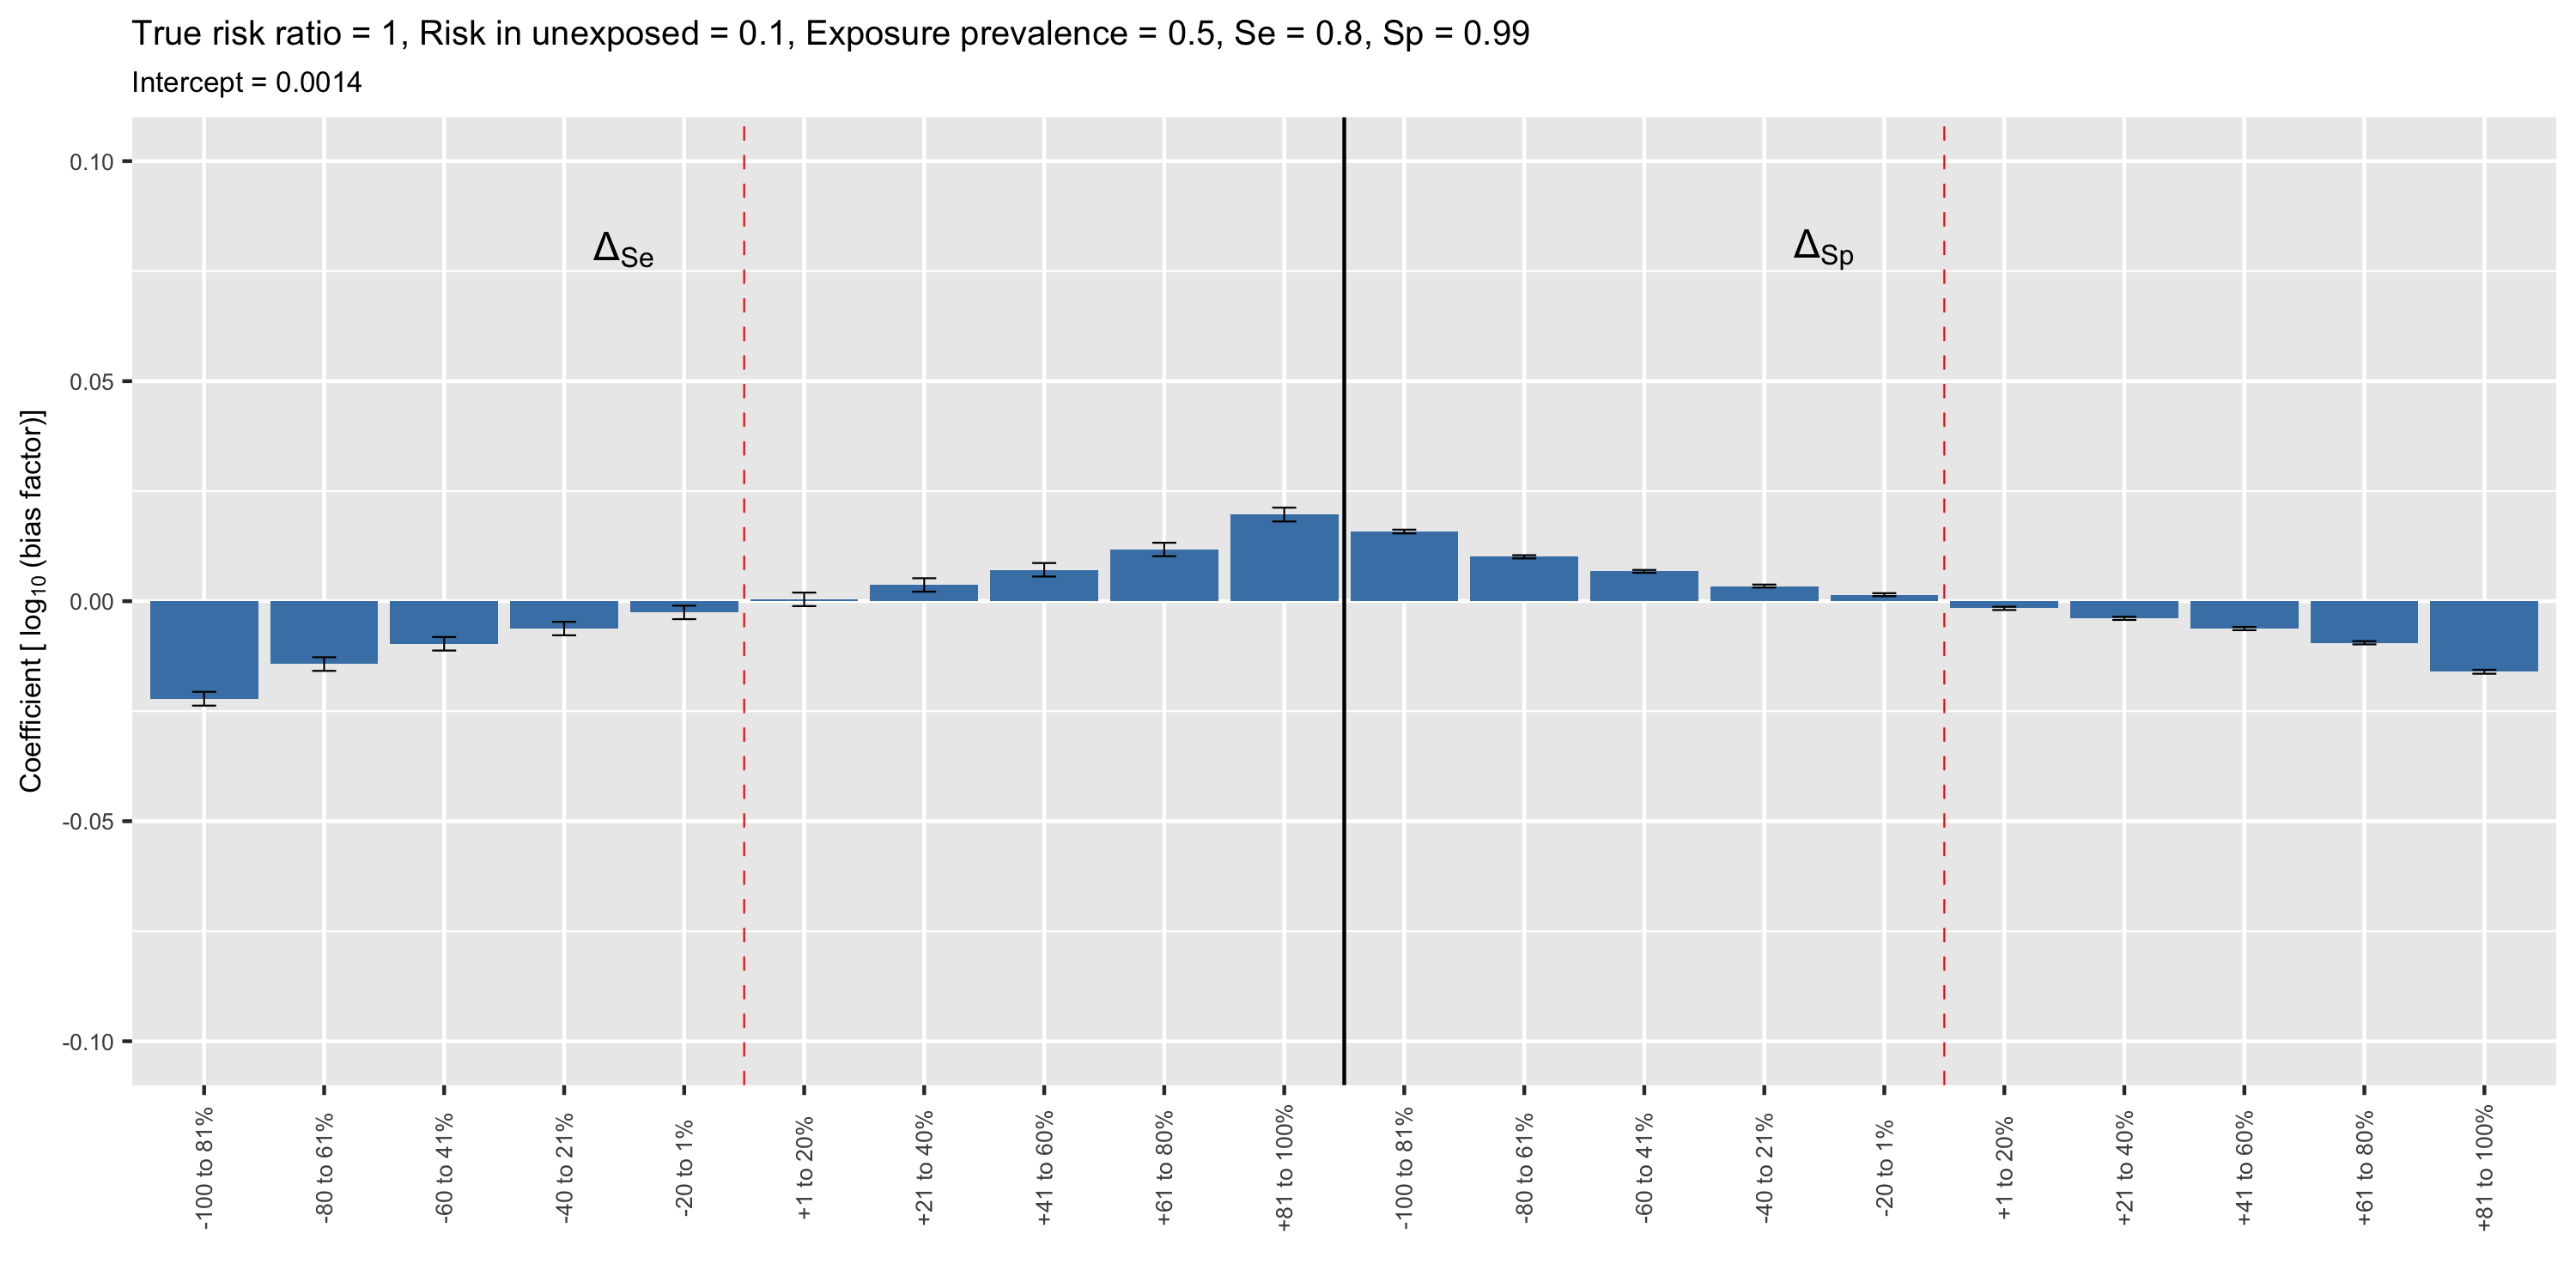 True risk ratio = 1, Risk in unexposed = 0.1, Exposure prevalence = 0.5, Se = 0.8, Sp = 0.99
Intercept = 0.0014
Coefficient [ log10 (bias factor)]
0.10
0.05
0.00
-0.05
-0.10
ΔSe
ΔSp
-100 to 81%
-80 to 61%
-60 to 41%
-40 to 21%
-20 to 1%
+1 to 20%
+21 to 40%
+41 to 60%
+61 to 80%
+81 to 100%
-100 to 81%
-80 to 61%
-60 to 41%
-40 to 21%
-20 to 1%
+1 to 20%
+21 to 40%
+41 to 60%
+61 to 80%
+81 to 100%